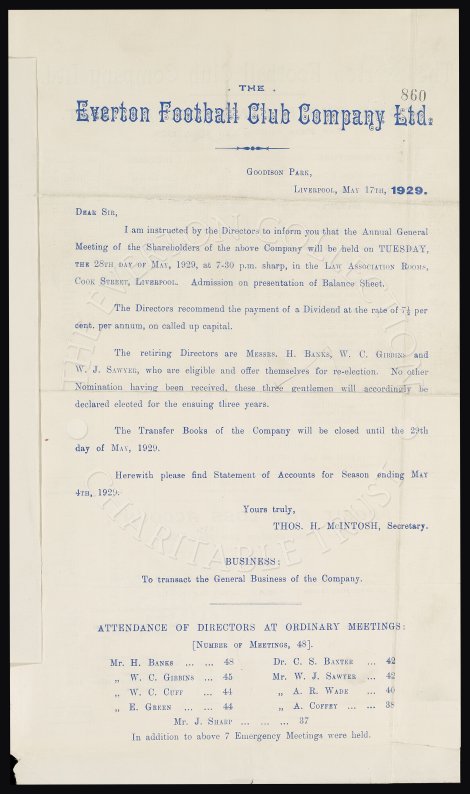 THE
860
Everton Football Club Company Ltd.
GOODISON PARK,
LIVERPOOL, MAY 17TH, 1929.
DEAR SIR,
I am instructed by the Directors to inform you that the Annual General
Meeting of the Shareholders of the above Company will be held on TUESDAY,
THE 28TH DAY OF MAY, 1929, at 7-30 p.m. sharp, in the LAW ASSOCIATION ROOMS,
COOK STREET, LIVERPOOL. Admission on presentation of Balance Sheet.
The Directors recommend the payment of a Dividend at the rate of 7½ per
cent. per annum, on called up capital.
The retiring Directors are MESSRS. H. BANKS, W. C. GIBBINS and
W. J. SAWYER, who are eligible and offer themselves for re-election. No other
Nomination having been received, these three gentlemen will accordingly be
declared elected for the ensuing three years.
The Transfer Books of the Company will be closed until the 29th
day of MAY, 1929.
Herewith please find Statement of Accounts for Season ending MAY
4TH, 1929.
Yours truly,
THOS. H. McINTOSH, Secretary.
BUSINESS:
To transact the General Business of the Company.
ATTENDANCE OF DIRECTORS AT ORDINARY MEETINGS:
[NUMBER OF MEETINGS, 48].
Mr. H. BANKS ... ... 48 Dr. C. S. BAXTER ... 42
„ W. C. GIBBINS ... 45 Mr. W. J. SAWYER ... 42
„ W. C. CUFF ... 44 „ A. R. WADE ... 40
„ E. GREEN ... ... 44 „ A. COFFEY ... ... 38
Mr. J. SHARP ... ... ... 37
In addition to above 7 Emergency Meetings were held.
CHARITABLE TRUST